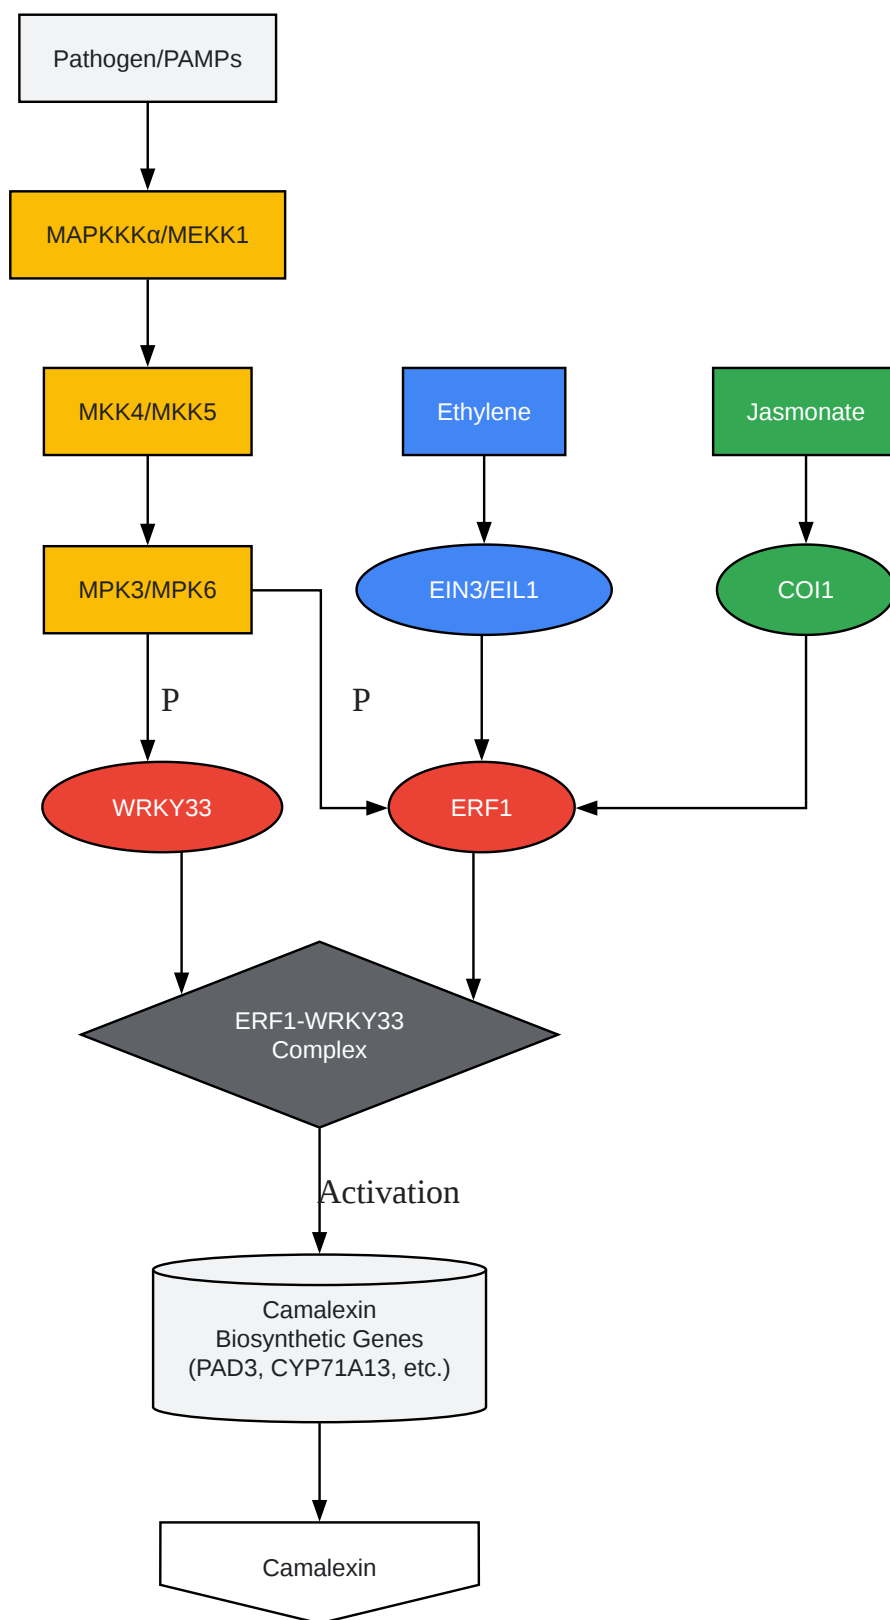 Pathogen/PAMPs
MAPKKKα/MEKK1
MKK4/MKK5
Ethylene
Jasmonate
MPK3/MPK6
EIN3/EIL1
COI1
P
P
WRKY33
ERF1
ERF1-WRKY33
Complex
Activation
Camalexin
Biosynthetic Genes
(PAD3, CYP71A13, etc.)
Camalexin